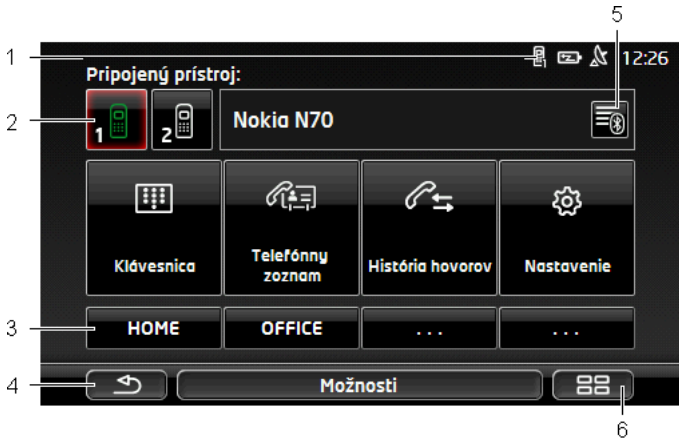 5
1
12:26
Pripojený prístroj:
2
1
2
Nokia N70
Klávesnica
Telefónny
zoznam
História hovorov
Nastavenie
3
HOME
OFFICE
...
...
4
Možnosti
6